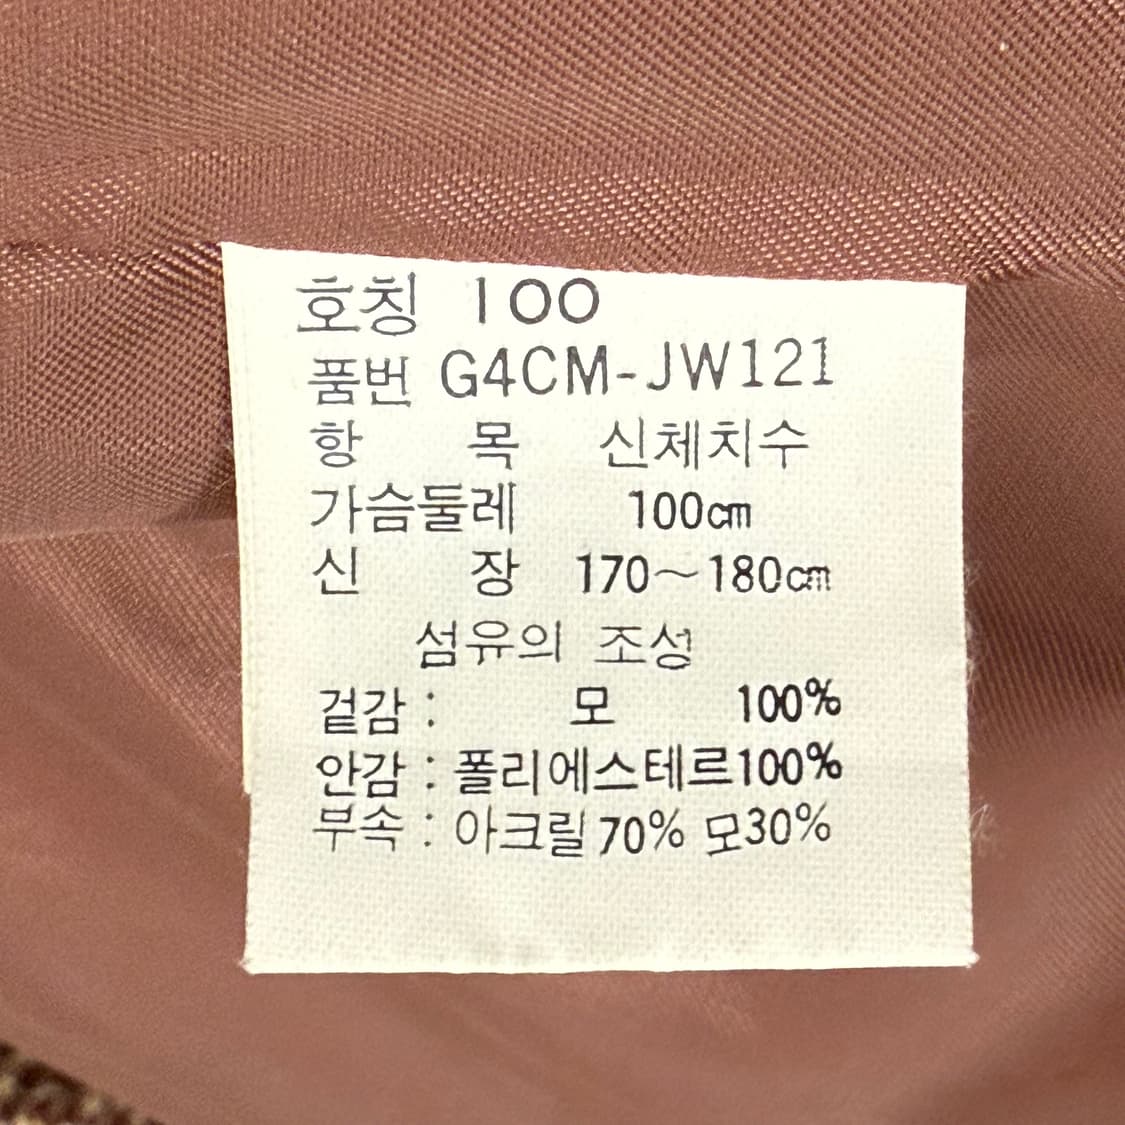 호칭 100
품번 G4CM-JW121
항 목 신체치수
가슴둘레 100cm
신 장 170~180cm
섬유의 조성
겉감 : 모 100%
안감 : 폴리에스테르100%
부속 : 아크릴 70% 모30%